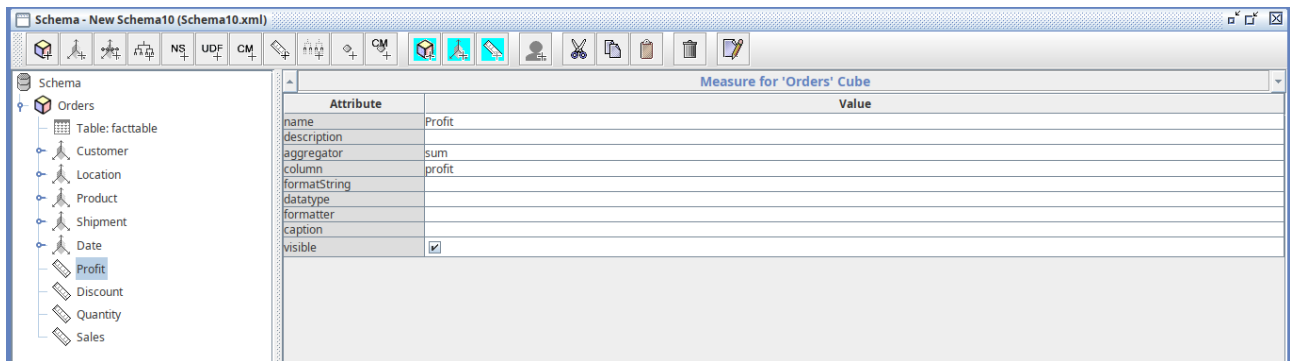 Schema - New Schema10 (Schema10.xml)
NS UDF CM CM
Schema
Orders
Table: facttable
Customer
Location
Product
Shipment
Date
Profit
Discount
Quantity
Sales
Measure for 'Orders' Cube
Attribute Value
name Profit
description
aggregator sum
column profit
formatString
datatype
formatter
caption
visible